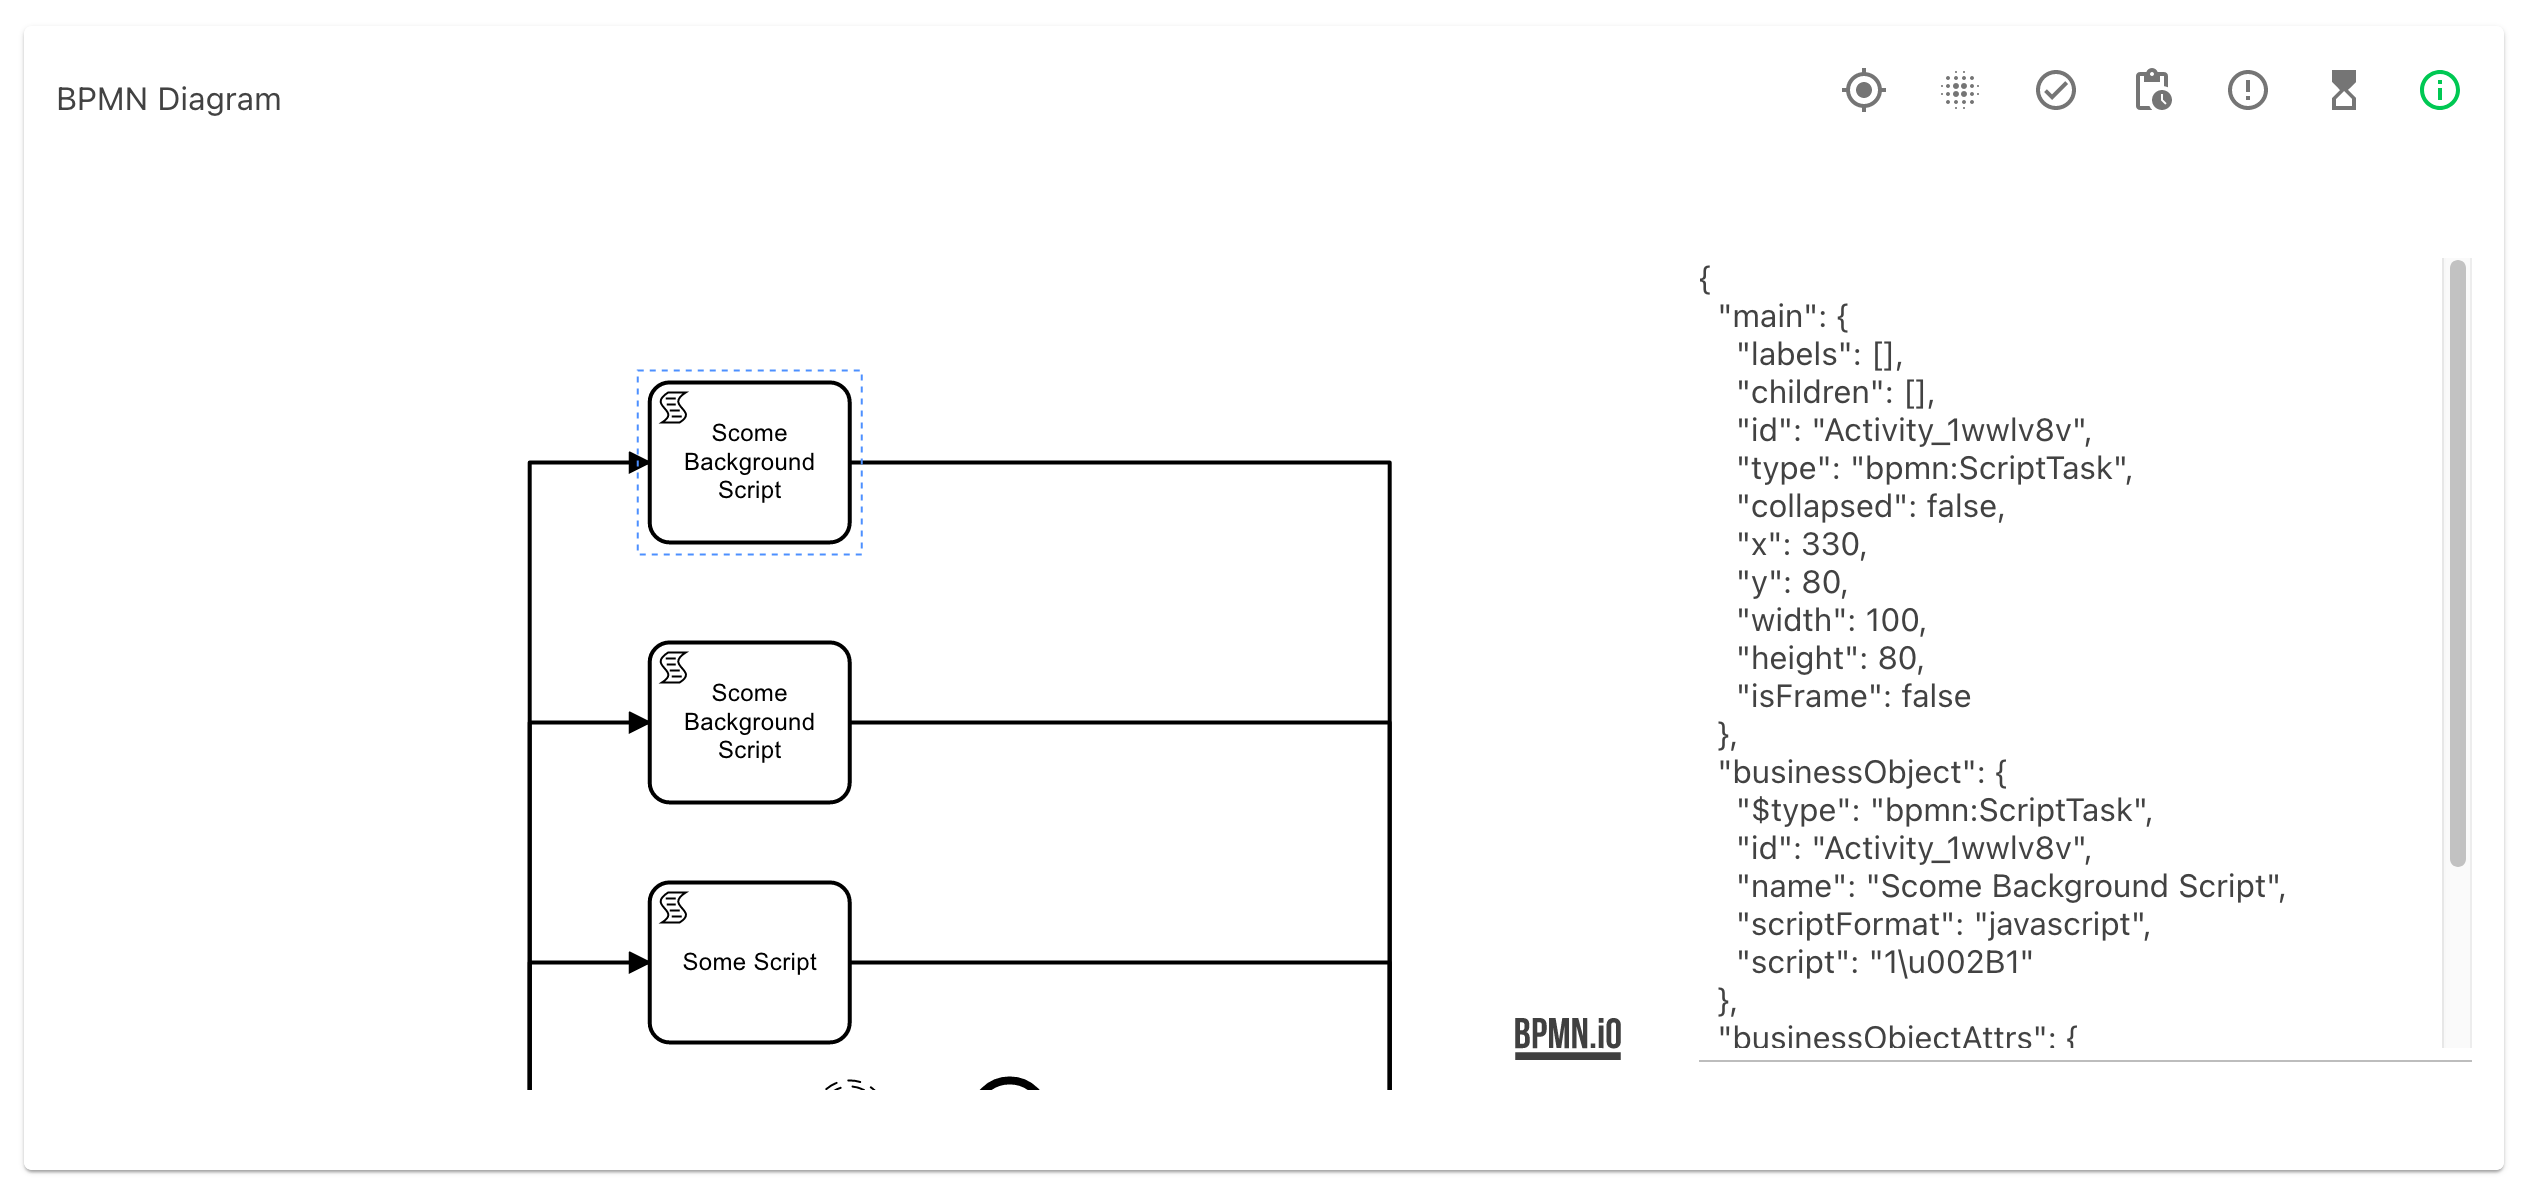 BPMN Diagram
Scome
Background
Script
Scome
Background
Script
Some Script
BPMN.iO
{
"main": {
"labels": [],
"children": [],
"id": "Activity_1wwlv8v",
"type": "bpmn:ScriptTask",
"collapsed": false,
"x": 330,
"y": 80,
"width": 100,
"height": 80,
"isFrame": false
},
"businessObject": {
"$type": "bpmn:ScriptTask",
"id": "Activity_1wwlv8v",
"name": "Scome Background Script",
"scriptFormat": "javascript",
"script": "1\u002B1"
},
"businessObjectAttrs": {